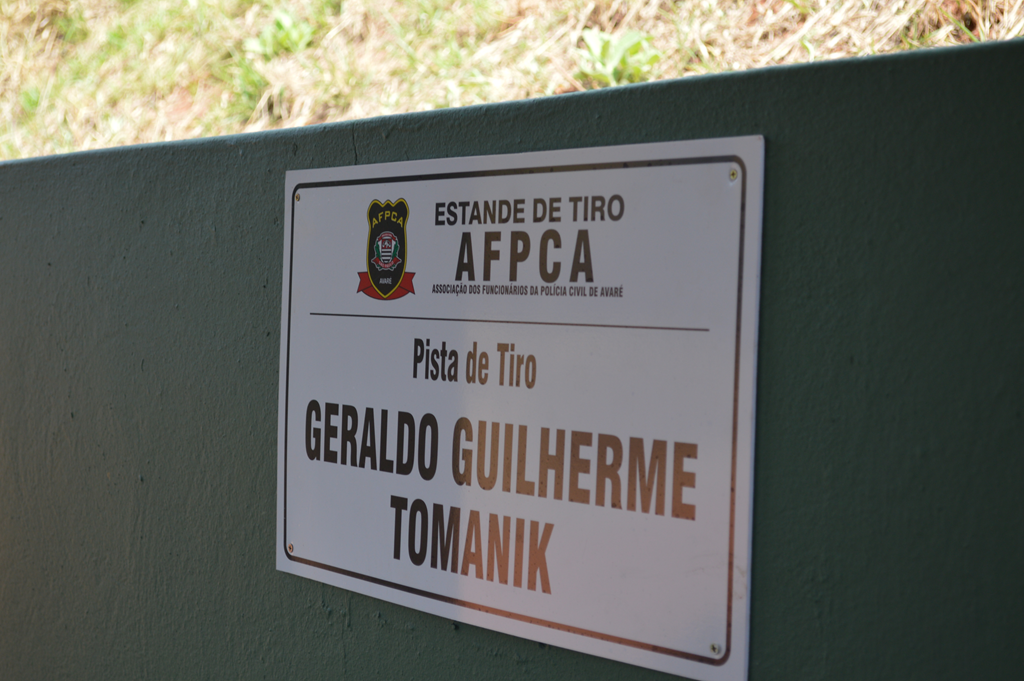 AFPCA
AVARÉ
ESTANDE DE TIRO
AFPCA
ASSOCIAÇÃO DOS FUNCIONÁRIOS DA POLÍCIA CIVIL DE AVARÉ
Pista de Tiro
GERALDO GUILHERME
TOMANIK